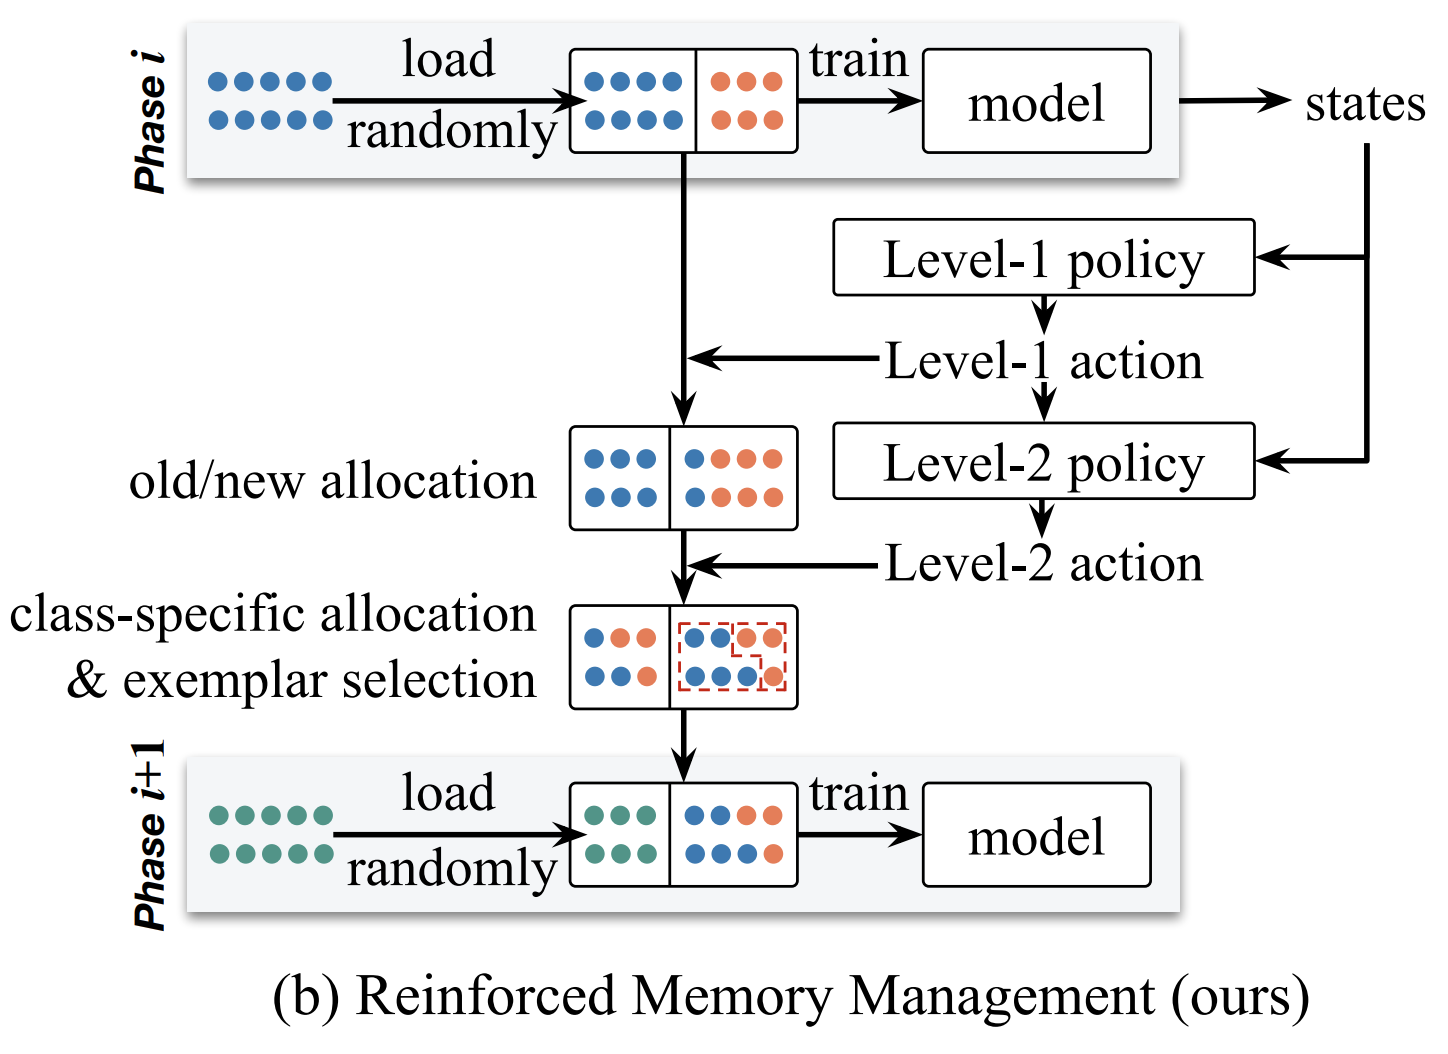 Phase i
load
randomly
train
model
states
Level-1 policy
Level-1 action
old/new allocation
Level-2 policy
Level-2 action
class-specific allocation
& exemplar selection
Phase i+1
load
randomly
train
model
(b) Reinforced Memory Management (ours)